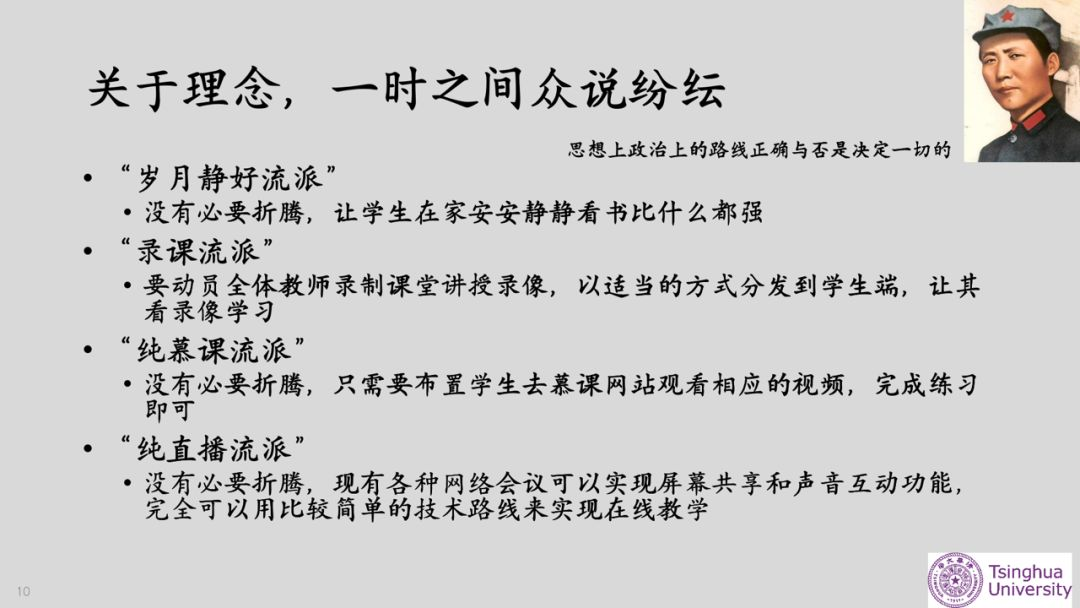 关于理念，一时之间众说纷纭
思想上政治上的路线正确与否是决定一切的
• “岁月静好流派”
• 没有必要折腾，让学生在家安安静静看书比什么都强
• “录课流派”
• 要动员全体教师录制课堂讲授录像，以适当的方式分发到学生端，让其
看录像学习
• “纯慕课流派”
• 没有必要折腾，只需要布置学生去慕课网站观看相应的视频，完成练习
即可
• “纯直播流派”
• 没有必要折腾，现有各种网络会议可以实现屏幕共享和声音互动功能，
完全可以用比较简单的技术路线来实现在线教学
10
Tsinghua
University